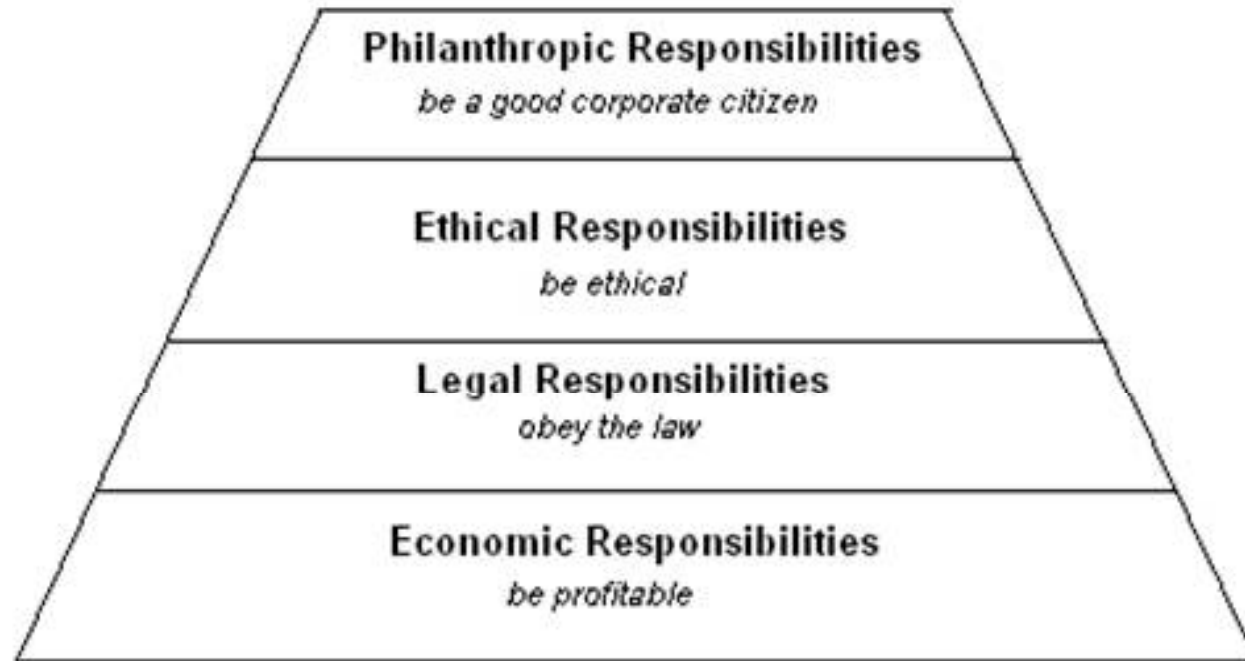 Philanthropic Responsibilities
be a good corporate citizen
Ethical Responsibilities
be ethical
Legal Responsibilities
obey the law
Economic Responsibilities
be profitable